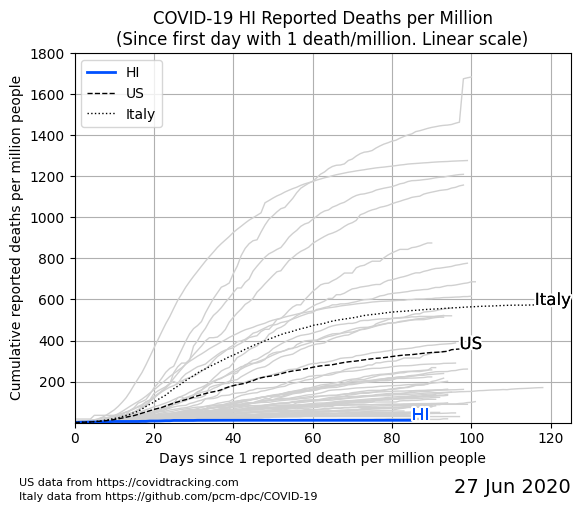 COVID-19 HI Reported Deaths per Million
(Since first day with 1 death/million. Linear scale)
Cumulative reported deaths per million people
1800
1600
1400
1200
1000
800
600
400
200
HI
US
Italy
Italy
US
HI
0
20
40
60
80
100
120
Days since 1 reported death per million people
US data from https://covidtracking.com
Italy data from https://github.com/pcm-dpc/COVID-19
27 Jun 2020